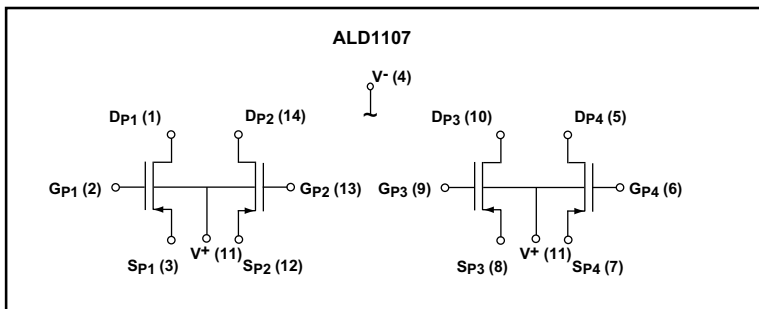 ALD1107
V- (4)
DP1 (1) DP2 (14) DP3 (10) DP4 (5)
~
GP1 (2) GP2 (13) GP3 (9) GP4 (6)
V+ (11) V+ (11)
SP1 (3) SP2 (12) SP3 (8) SP4 (7)